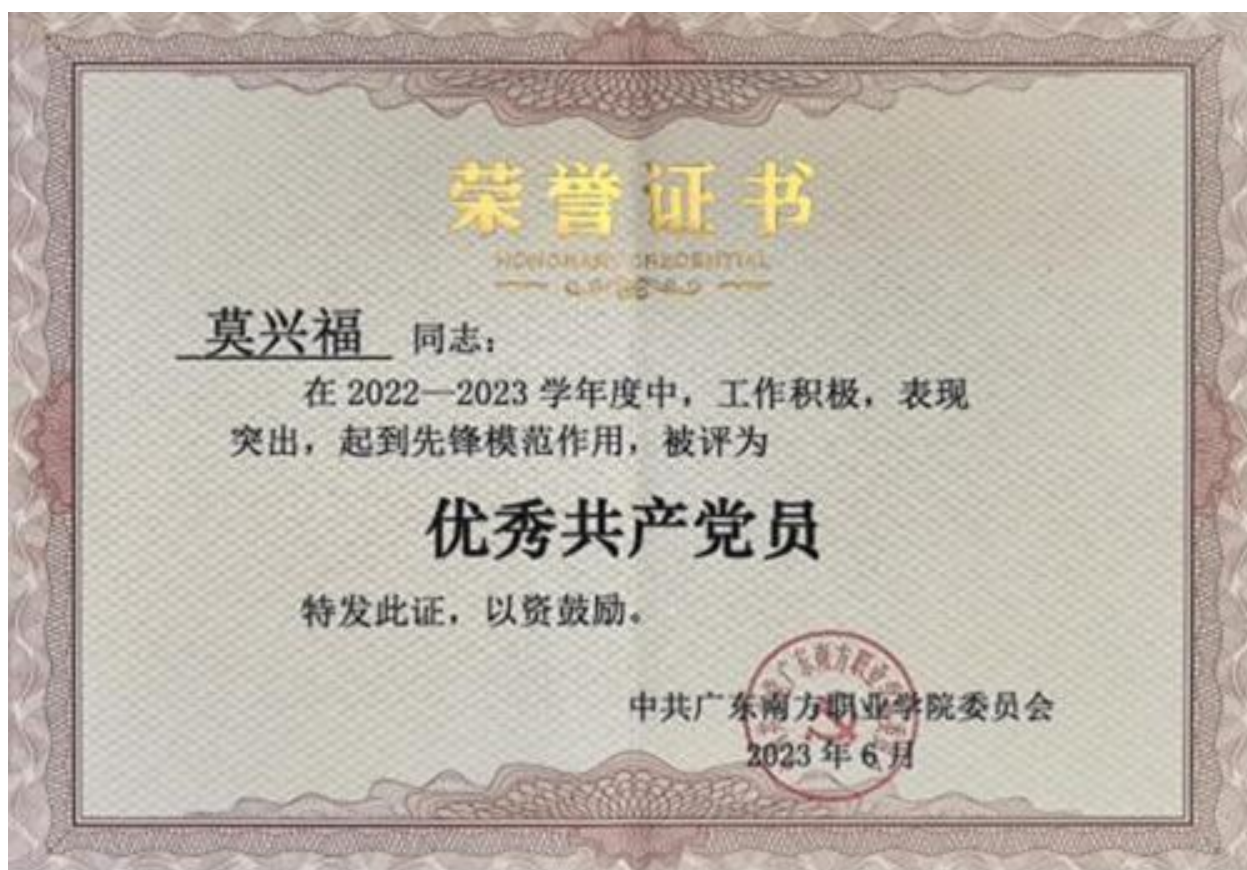 荣誉证书
HONORARY CREDENTIAL
莫兴福 同志：
在 2022—2023 学年度中，工作积极，表现
突出，起到先锋模范作用，被评为
优秀共产党员
特发此证，以资鼓励。
中共广东南方职业学院委员会
2023 年 6 月